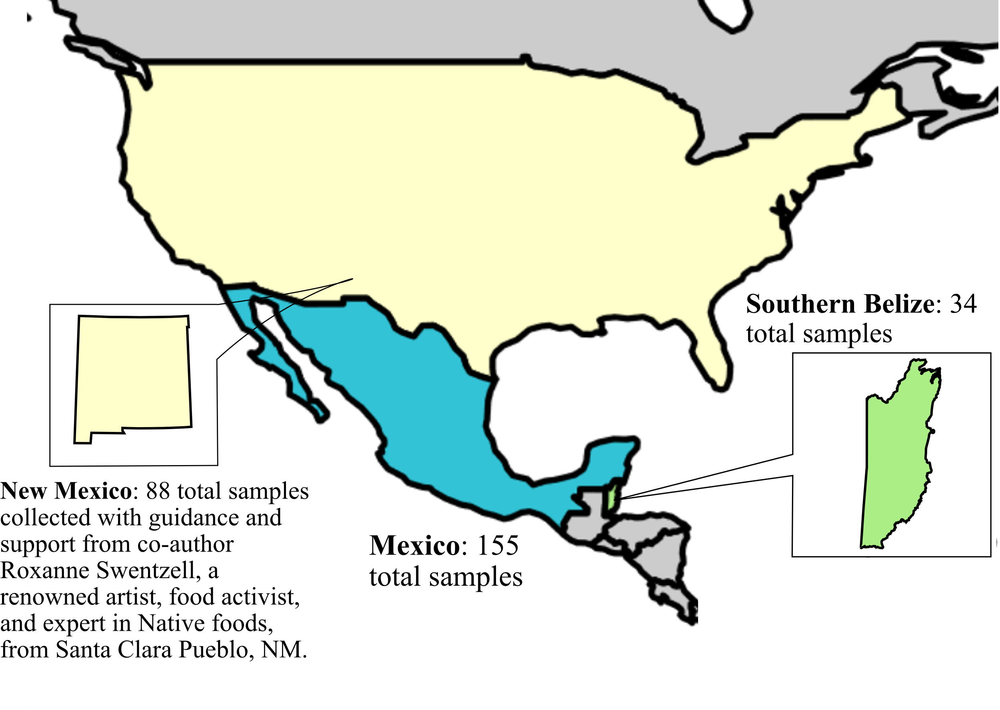 Southern Belize: 34
total samples
New Mexico: 88 total samples
collected with guidance and
support from co-author
Roxanne Swentzell, a
renowned artist, food activist,
and expert in Native foods,
from Santa Clara Pueblo, NM.
Mexico: 155
total samples